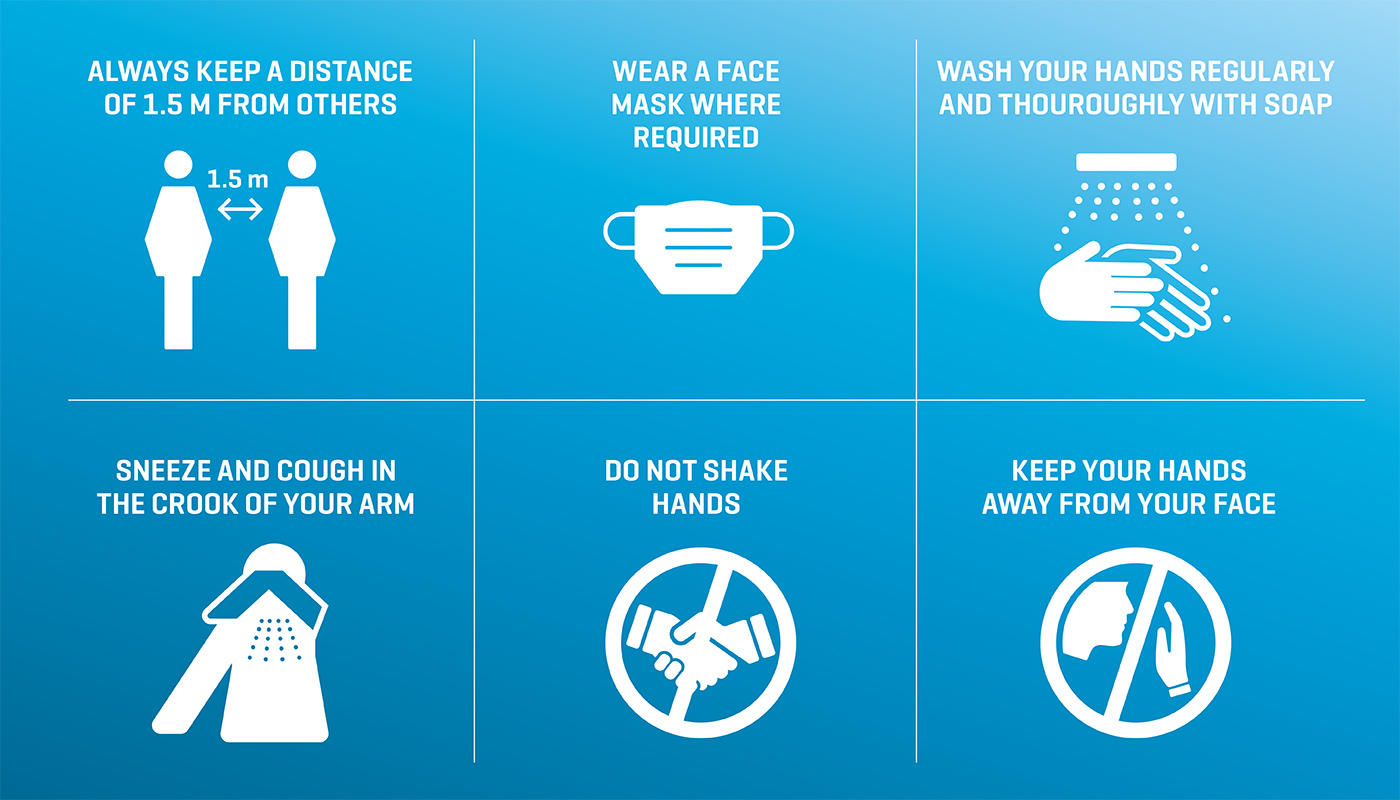 ALWAYS KEEP A DISTANCE
OF 1.5 M FROM OTHERS
1.5 m
WEAR A FACE
MASK WHERE
REQUIRED
WASH YOUR HANDS REGULARLY
AND THOUROUGHLY WITH SOAP
SNEEZE AND COUGH IN
THE CROOK OF YOUR ARM
DO NOT SHAKE
HANDS
KEEP YOUR HANDS
AWAY FROM YOUR FACE